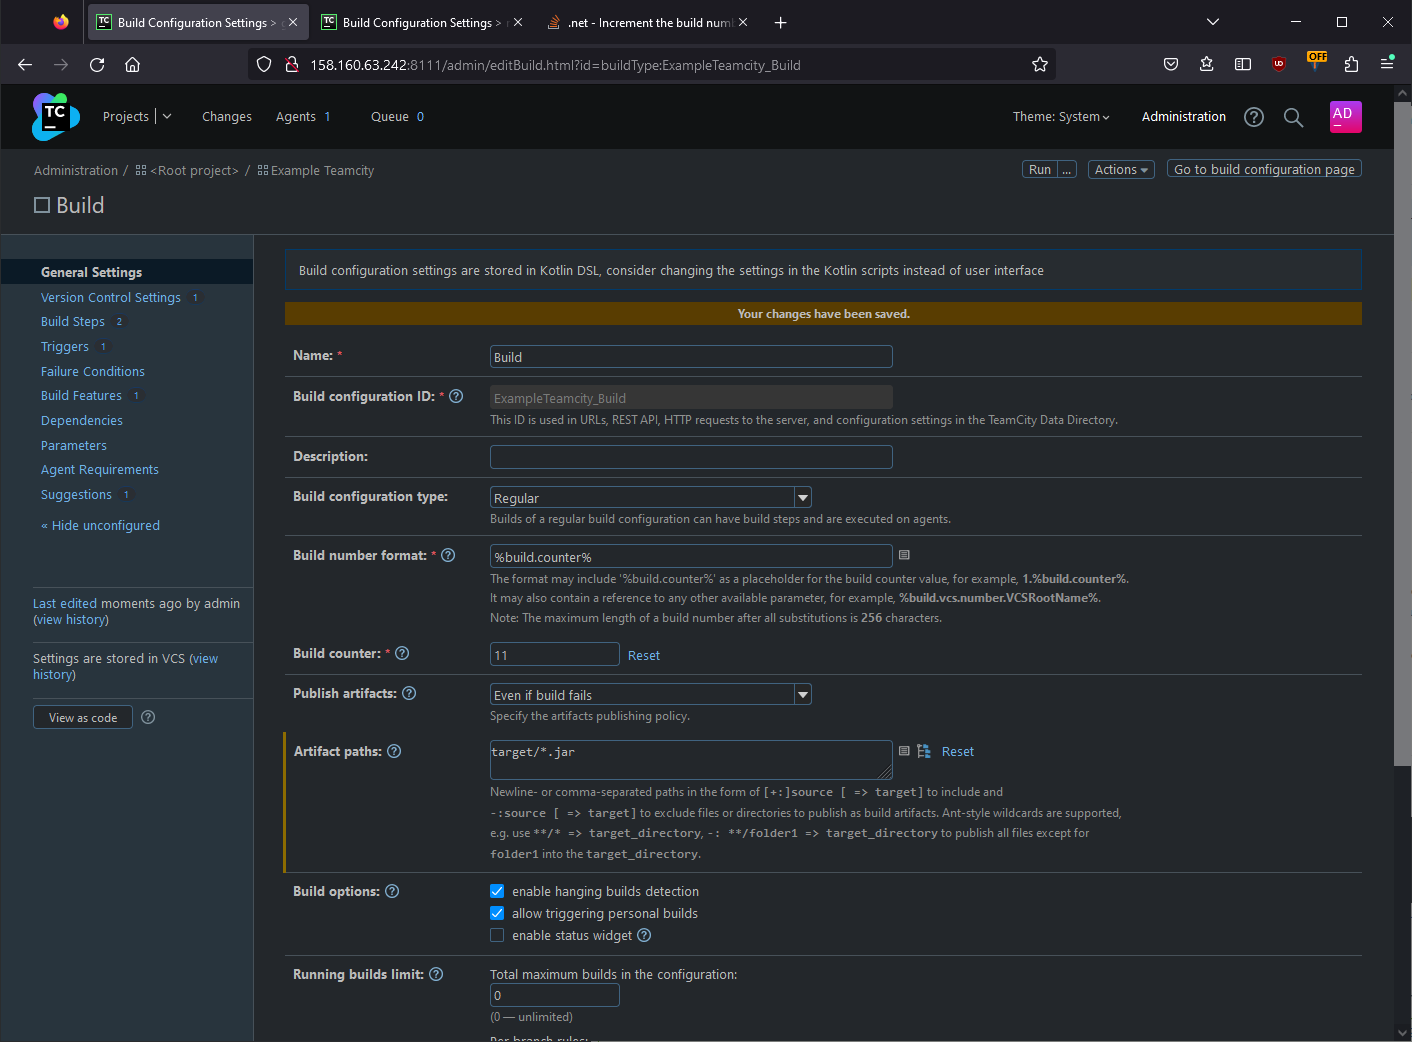 Build Configuration Settings >
Build Configuration Settings >
.net - Increment the build numb
158.160.63.242:8111/admin/editBuild.html?id=buildType:ExampleTeamcity_Build
OFF
TC
Projects
Changes
Agents 1
Queue 0
Theme: System
Administration
AD
Administration / <Root project> / Example Teamcity
Run ...
Actions
Go to build configuration page
Build
General Settings
Version Control Settings 1
Build Steps 2
Triggers 1
Failure Conditions
Build Features 1
Dependencies
Parameters
Agent Requirements
Suggestions 1
« Hide unconfigured
Last edited moments ago by admin
(view history)
Settings are stored in VCS (view
history)
View as code
Build configuration settings are stored in Kotlin DSL, consider changing the settings in the Kotlin scripts instead of user interface
Your changes have been saved.
Name: *
Build
Build configuration ID: *
ExampleTeamcity_Build
This ID is used in URLs, REST API, HTTP requests to the server, and configuration settings in the TeamCity Data Directory.
Description:
Build configuration type:
Regular
Builds of a regular build configuration can have build steps and are executed on agents.
Build number format: *
%build.counter%
The format may include '%build.counter%' as a placeholder for the build counter value, for example, 1.%build.counter%.
It may also contain a reference to any other available parameter, for example, %build.vcs.number.VCSRootName%.
Note: The maximum length of a build number after all substitutions is 256 characters.
Build counter: *
11
Reset
Publish artifacts:
Even if build fails
Specify the artifacts publishing policy.
Artifact paths:
target/*.jar
Reset
Newline- or comma-separated paths in the form of [+:]source [ => target] to include and
-:source [ => target] to exclude files or directories to publish as build artifacts. Ant-style wildcards are supported,
e.g. use **/* => target_directory, -: **/folder1 => target_directory to publish all files except for
folder1 into the target_directory.
Build options:
enable hanging builds detection
allow triggering personal builds
enable status widget
Running builds limit:
Total maximum builds in the configuration:
0
(0 — unlimited)
Per branch rules: